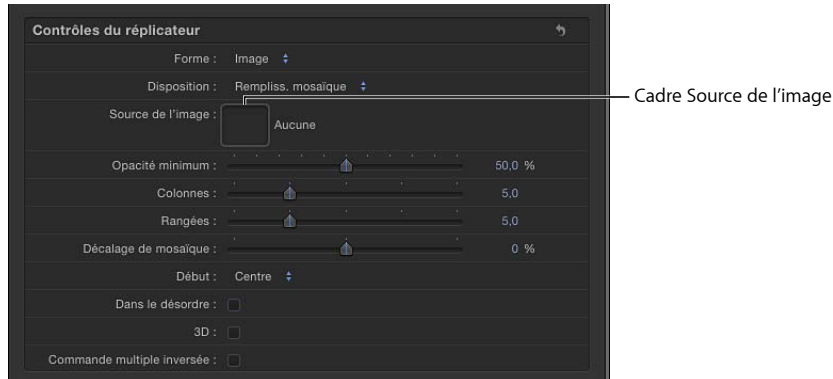 Contrôles du réplicateur
Forme : Image
Disposition : Rempliss. mosaïque
Source de l'image : Aucune
Cadre Source de l'image
Opacité minimum : 50,0 %
Colonnes : 5,0
Rangées : 5,0
Décalage de mosaïque : 0 %
Début : Centre
Dans le désordre :
3D :
Commande multiple inversée :